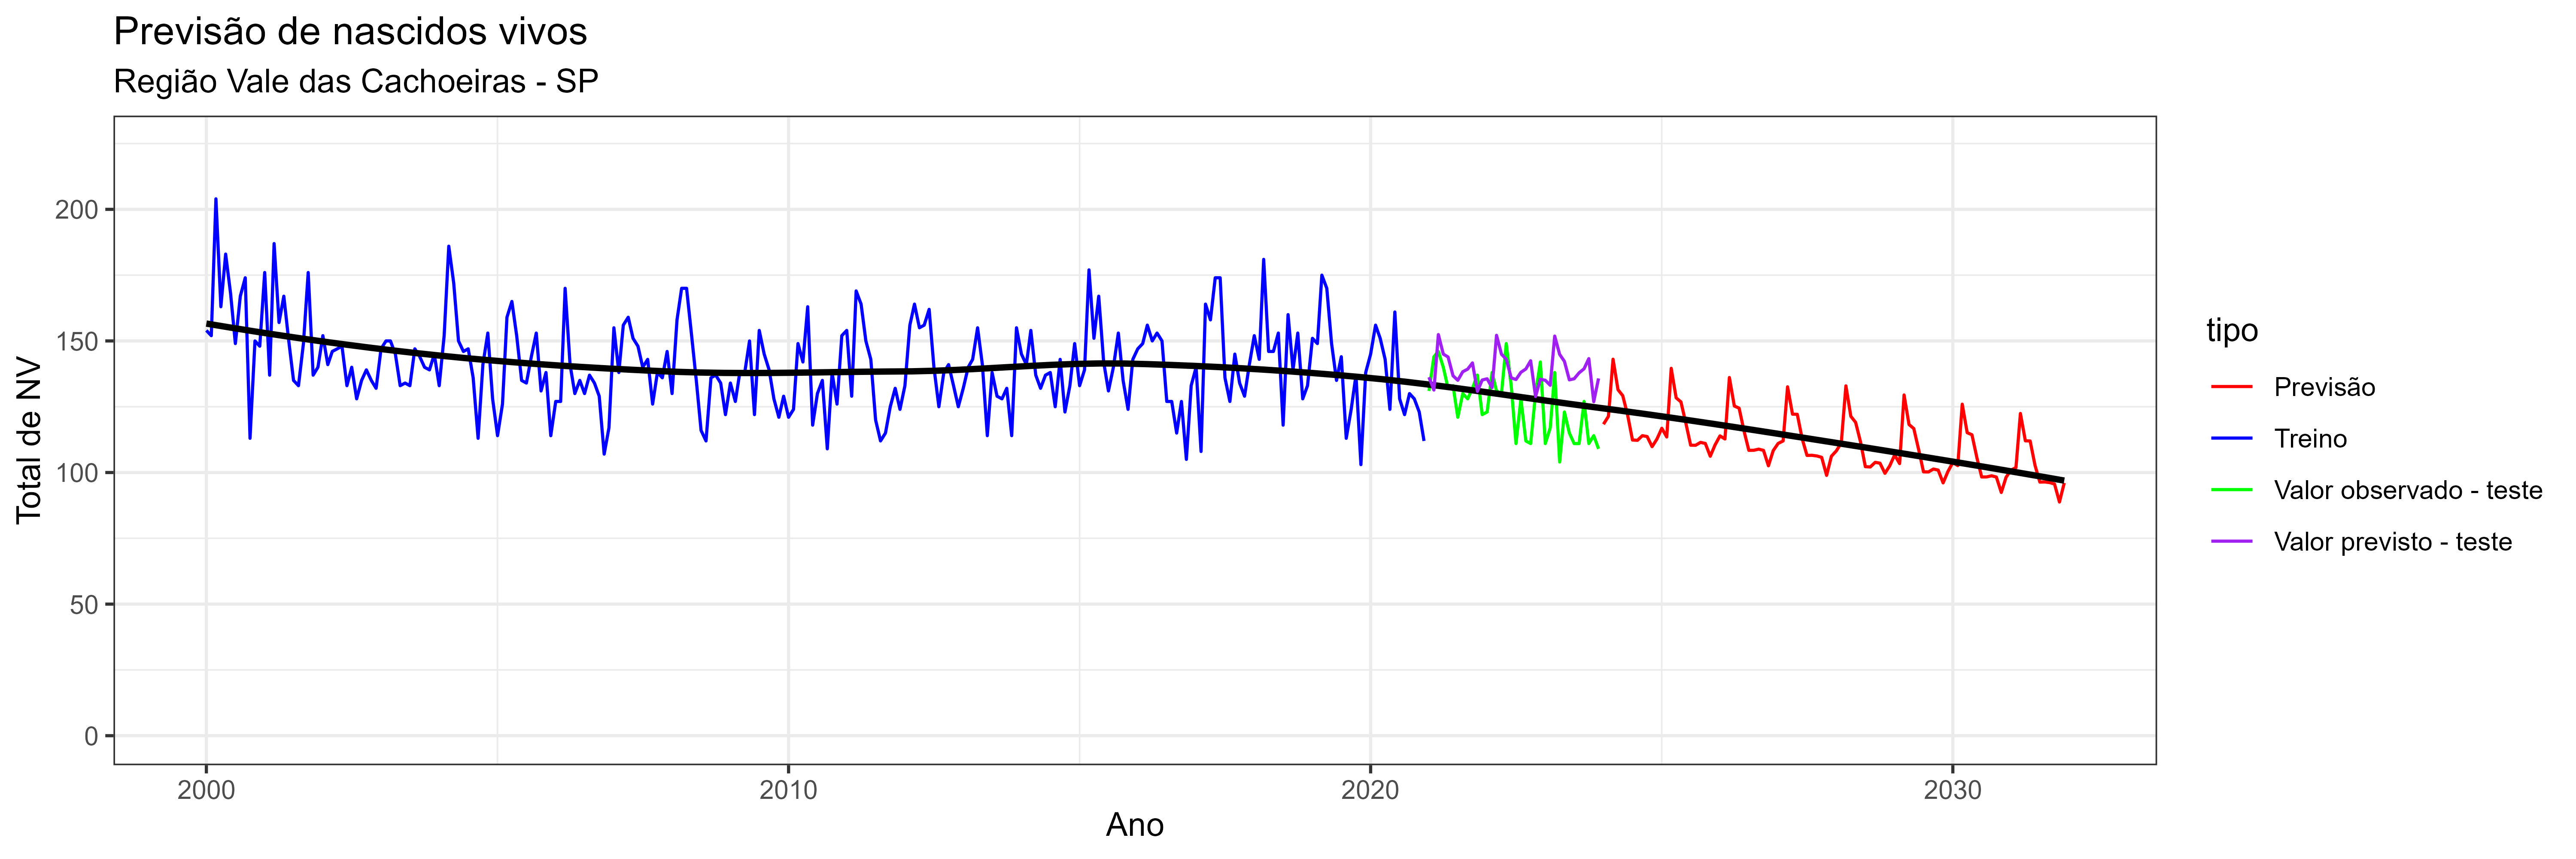 Previsão de nascidos vivos
Região Vale das Cachoeiras - SP
Total de NV
200
150
100
50
0
2000
2010
2020
2030
Ano
tipo
Previsão
Treino
Valor observado - teste
Valor previsto - teste